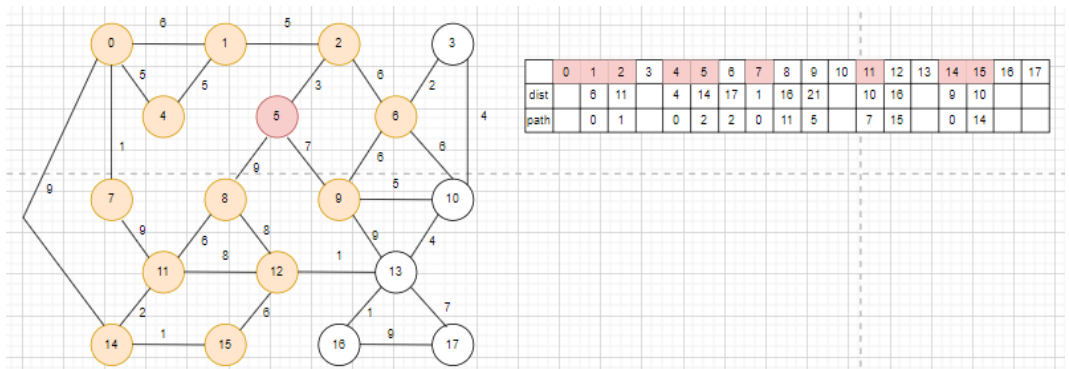 6 5
0 1 2 3
5 5 3 6 2
4 5 6 4
1 7 6
9 9 6 5
7 8 9 10
9 6 8 9 4
8 1
11 12 13
2 6 1 7
1 9
14 15 16 17
0 1 2 3 4 5 6 7 8 9 10 11 12 13 14 15 16 17
dist 6 11 4 14 17 1 16 21 10 16 9 10
path 0 1 0 2 2 0 11 5 7 15 0 14